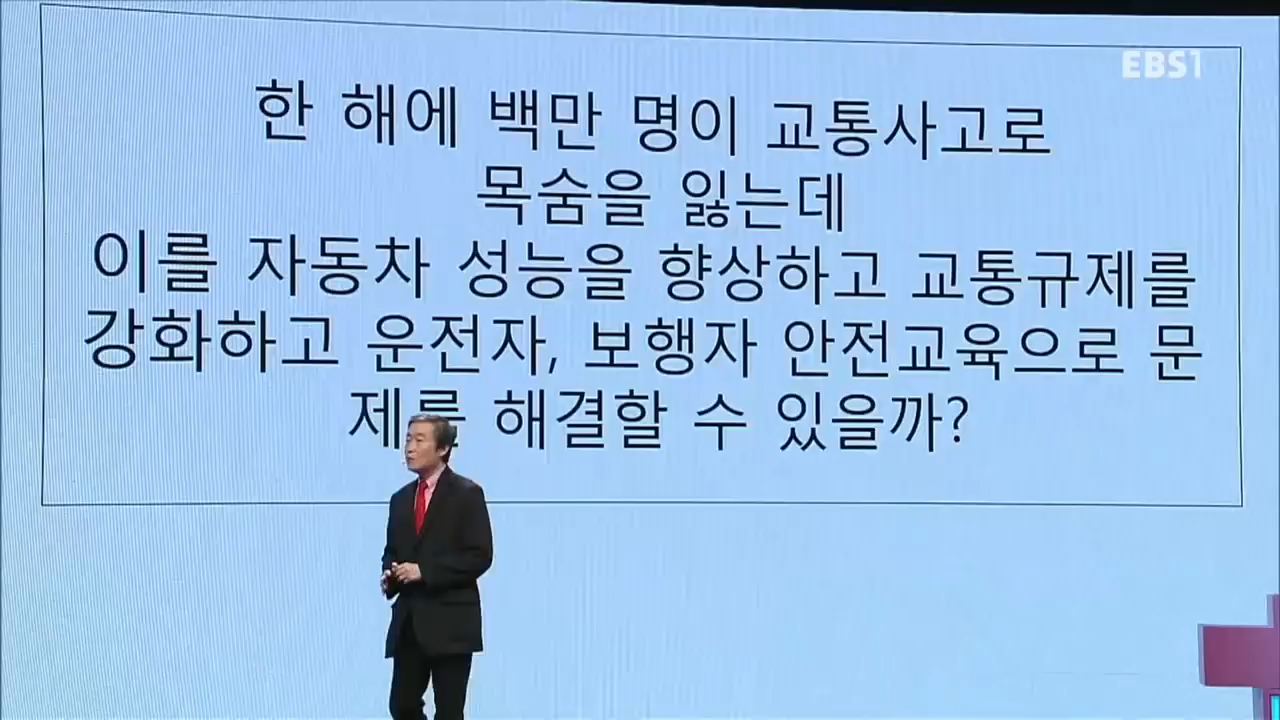 EBS1
한 해에 백만 명이 교통사고로
목숨을 잃는데
이를 자동차 성능을 향상하고 교통규제를
강화하고 운전자, 보행자 안전교육으로 문
제를 해결할 수 있을까?